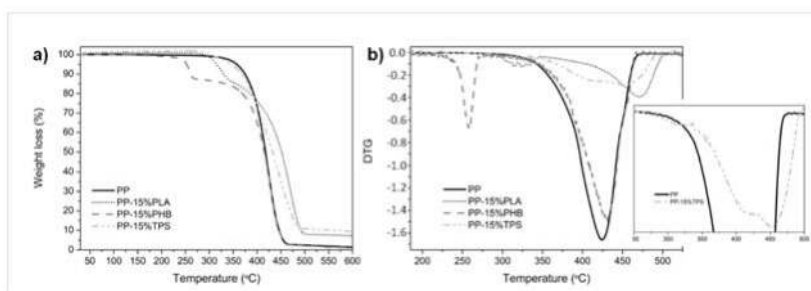 a)
100
90
80
70
60
50
40
30
20
10
0
Weight loss (%)
PP
PP-15%PLA
PP-15%PHB
PP-15%TPS
50 100 150 200 250 300 350 400 450 500 550 600
Temperature (°C)
b)
0.0
-0.2
-0.4
-0.6
-0.8
-1.0
-1.2
-1.4
-1.6
DTG
PP
PP-15%PLA
PP-15%PHB
PP-15%TPS
200 250 300 350 400 450 500
Temperature (°C)
PP
PP-15%TPS